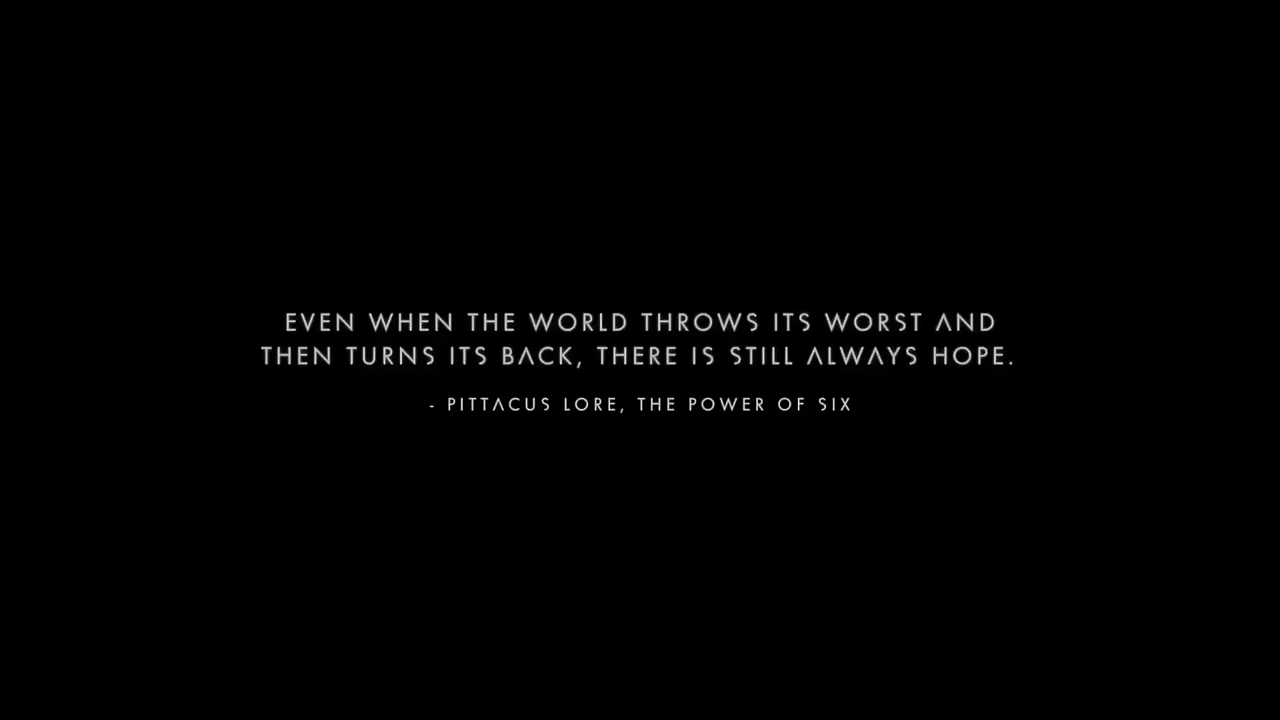 EVEN WHEN THE WORLD THROWS ITS WORST AND
THEN TURNS ITS BACK, THERE IS STILL ALWAYS HOPE.
- PITTACUS LORE, THE POWER OF SIX